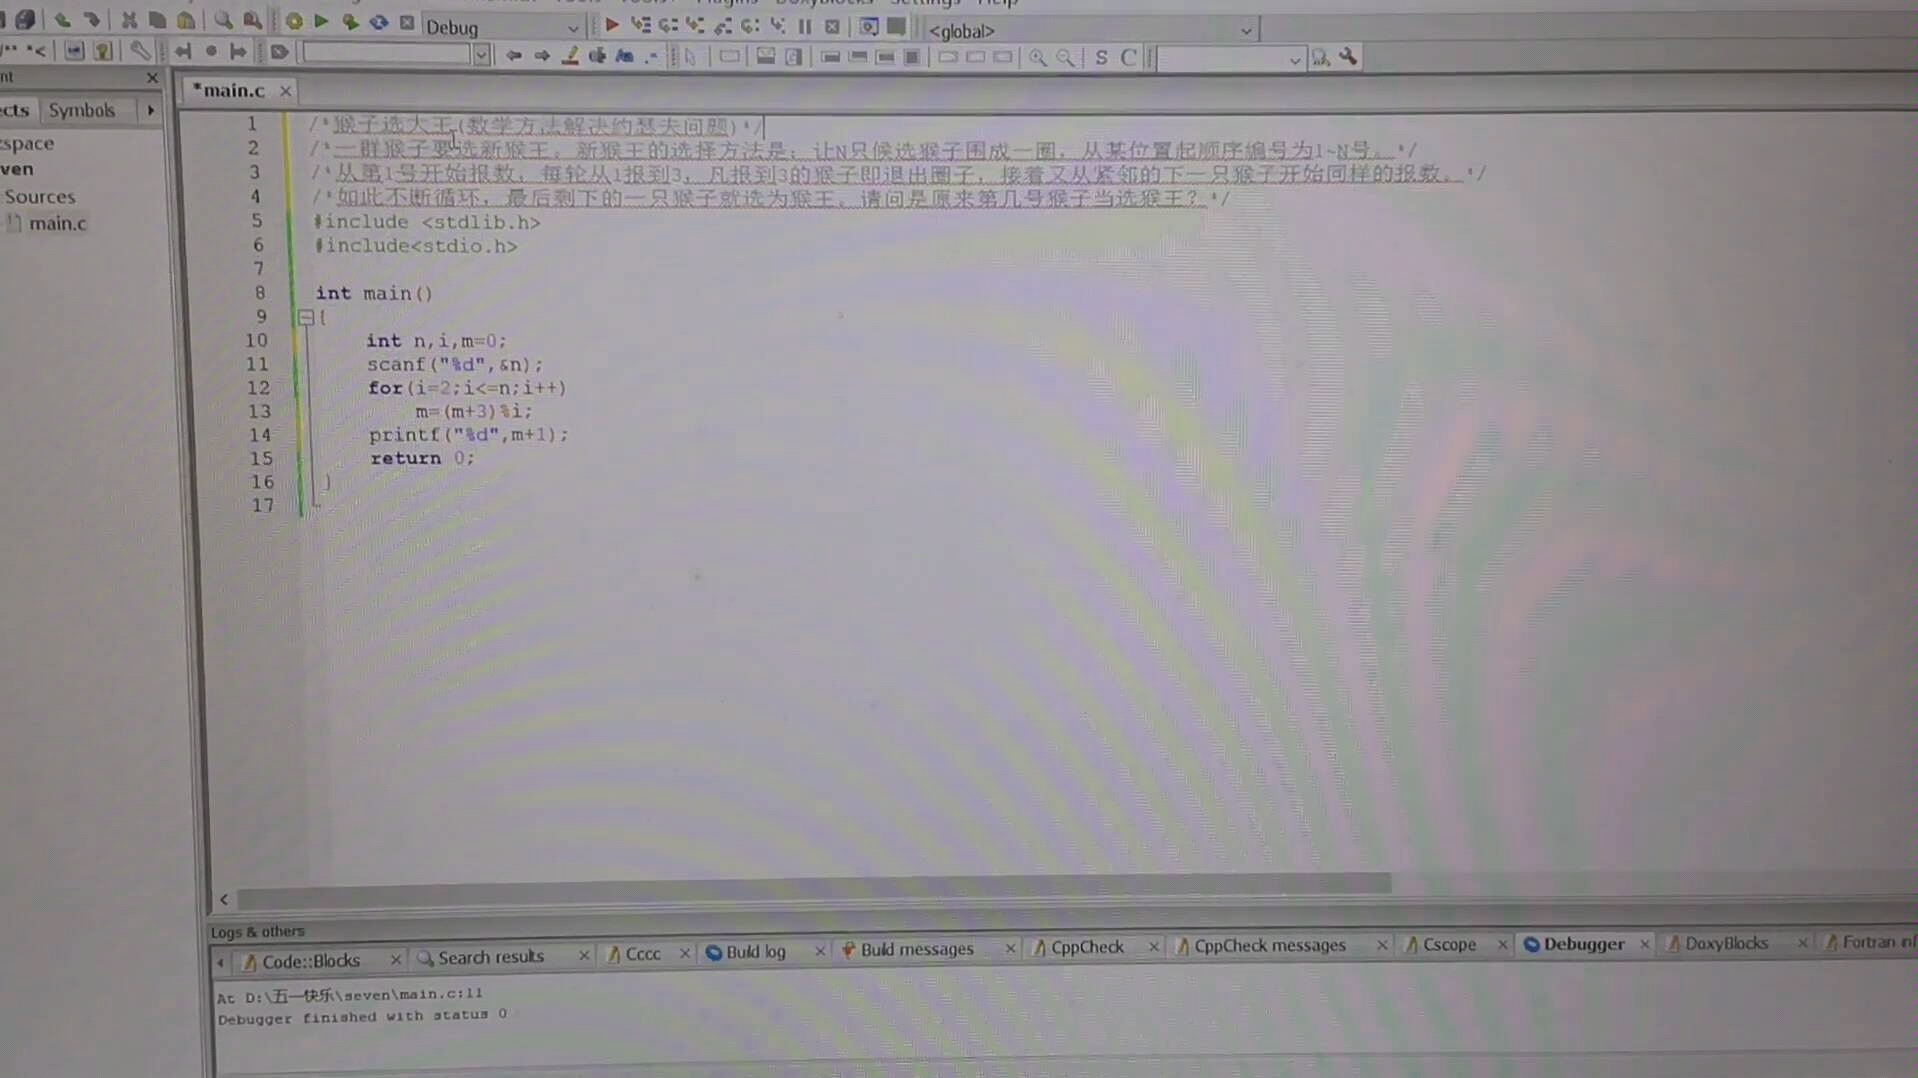 Debug
<global>
S C
*main.c
Symbols
1 /*猴子选大王(数学方法解决约瑟夫问题)*/
2 /*一群猴子要选新猴王。新猴王的选择方法是：让N只候选猴子围成一圈，从某位置起顺序编号为1~N号。*/
3 /*从第1号开始报数，每轮从1报到3，凡报到3的猴子即退出圈子，接着又从紧邻的下一只猴子开始同样的报数。*/
4 /*如此不断循环，最后剩下的一只猴子就选为猴王。请问是原来第几号猴子当选猴王？*/
5 #include <stdlib.h>
6 #include<stdio.h>
7
8 int main()
9 {
10 int n,i,m=0;
11 scanf("%d",&n);
12 for(i=2;i<=n;i++)
13 m=(m+3)%i;
14 printf("%d",m+1);
15 return 0;
16 }
17
Sources
main.c
Logs & others
Code::Blocks
Search results
Cccc
Build log
Build messages
CppCheck
CppCheck messages
Cscope
Debugger
DoxyBlocks
Fortran inf
At D:\五一快乐\seven\main.c:11
Debugger finished with status 0